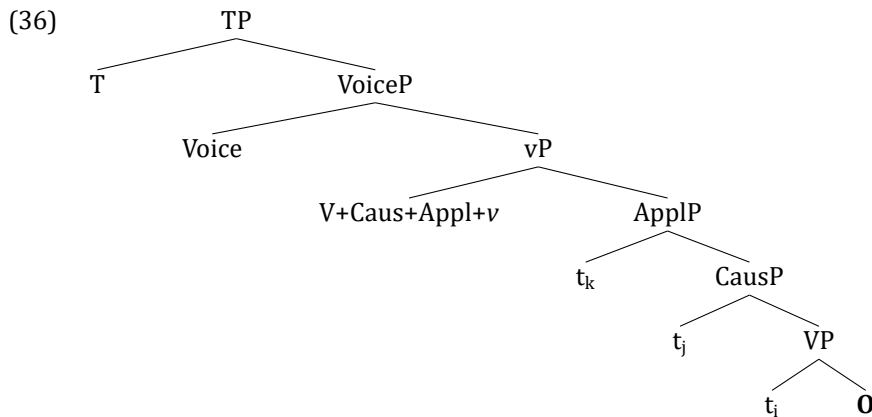 (36) TP
T VoiceP
Voice vP
V+Caus+Appl+v ApplP
tk CausP
tj VP
ti O